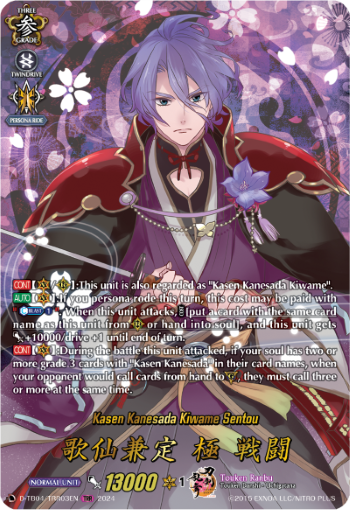 THREE
参
GRADE
TWINDRIVE
PERSONA RIDE
CONT : This unit is also regarded as "Kasen Kanesada Kiwame".
AUTO : If you persona rode this turn, this cost may be paid with
BLAST 1 . When this unit attacks, [put a card with the same card
name as this unit from or hand into soul], and this unit gets
+10000/drive +1 until end of turn.
CONT : During the battle this unit attacked, if your soul has two or
more grade 3 cards with "Kasen Kanesada" in their card names, when
your opponent would call cards from hand to , they must call three
or more at the same time.
Kasen Kanesada Kiwame Sentou
歌仙兼定 極 戦闘
NORMAL UNIT
13000
1
Touken Ranbu
D-TB04/TRB03EN 2024
©2015 EXNOA LLC/NITRO PLUS